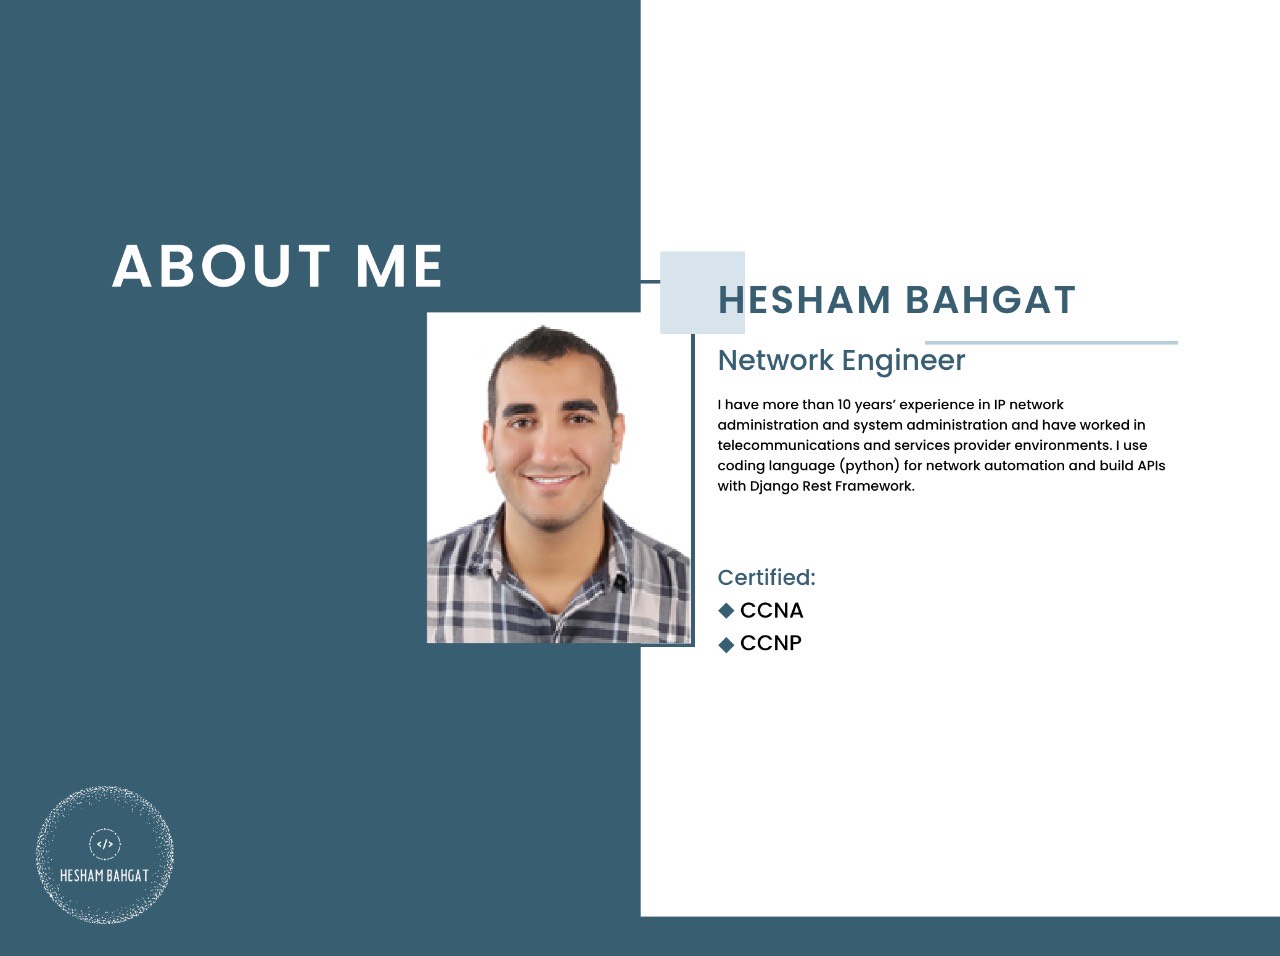 ABOUT ME
HESHAM BAHGAT
Network Engineer
I have more than 10 years’ experience in IP network
administration and system administration and have worked in
telecommunications and services provider environments. I use
coding language (python) for network automation and build APIs
with Django Rest Framework.
Certified:
CCNA
CCNP
</>
HESHAM BAHGAT